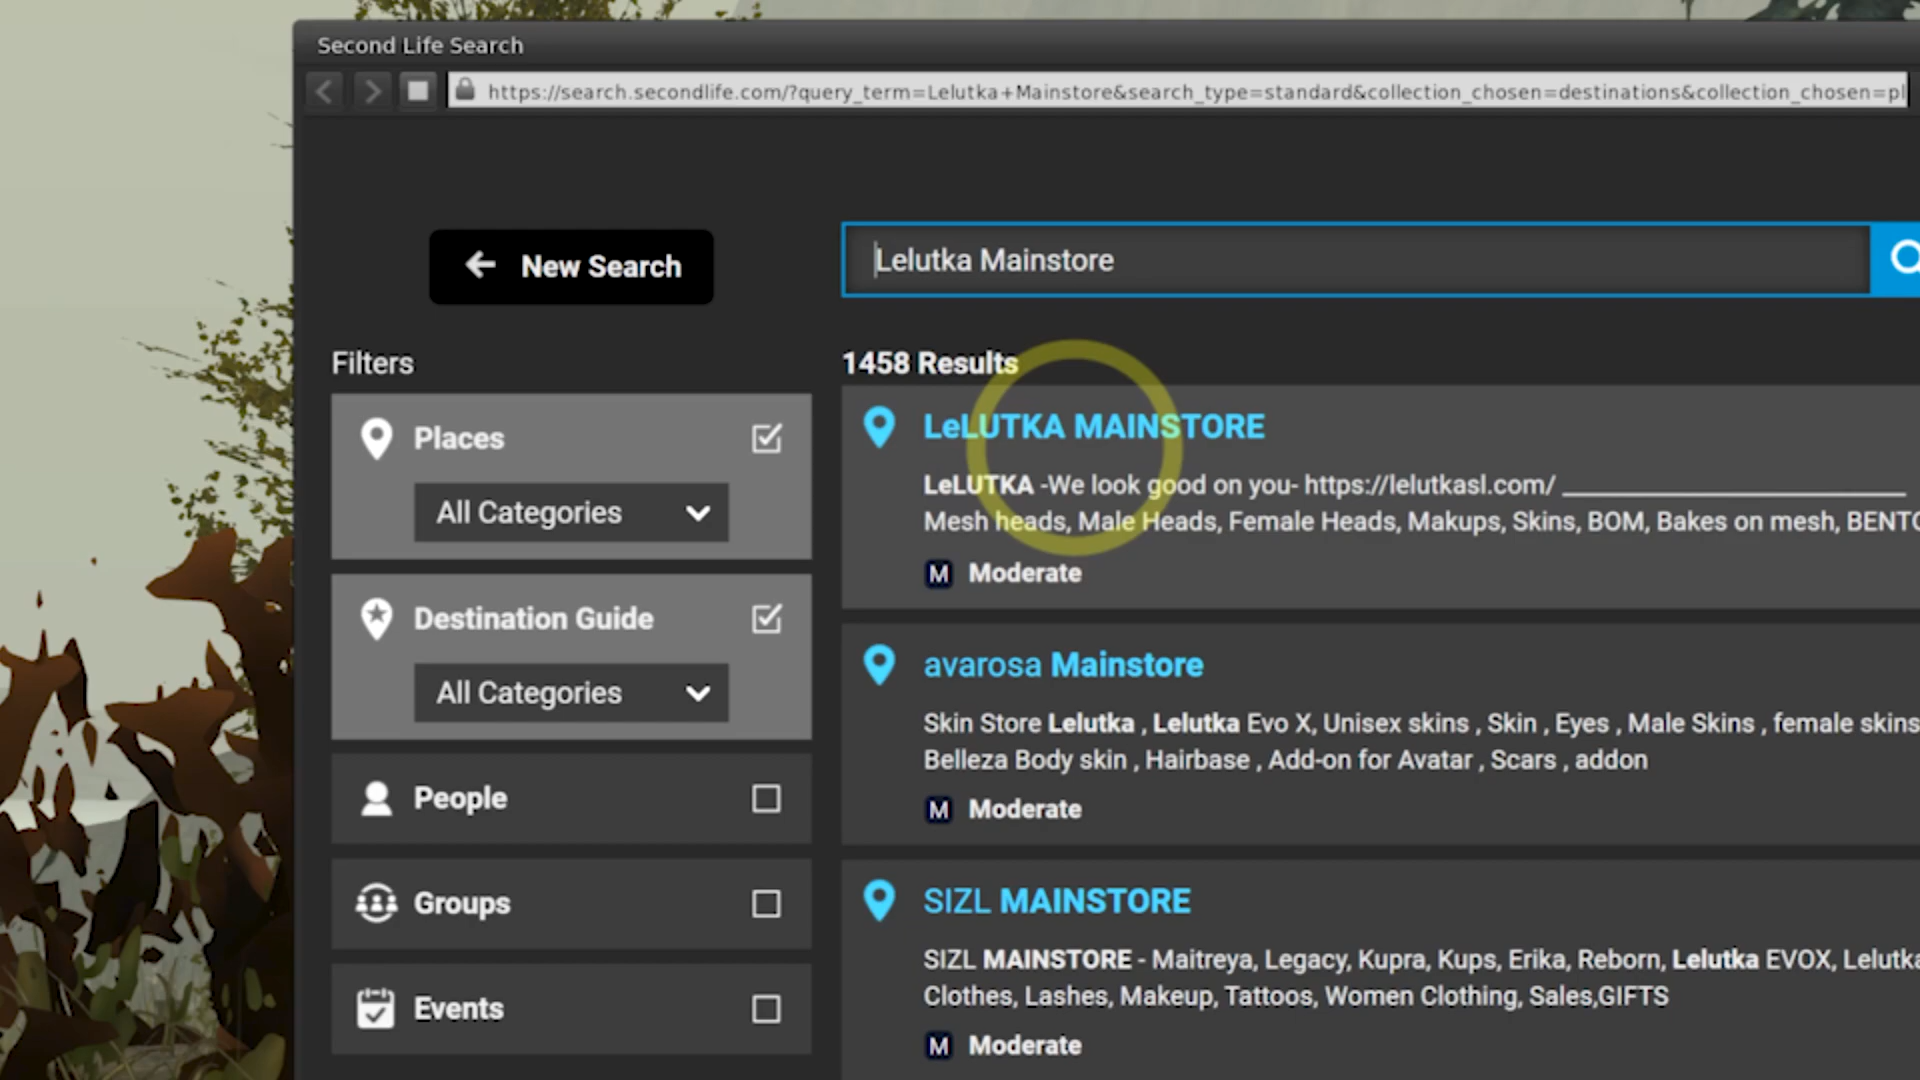 Second Life Search
https://search.secondlife.com/?query_term=Lelutka+Mainstore&search_type=standard&collection_chosen=destinations&collection_chosen=pl
New Search
Lelutka Mainstore
Filters
1458 Results
Places
All Categories
Destination Guide
All Categories
People
Groups
Events
LeLUTKA MAINSTORE
LeLUTKA -We look good on you- https://lelutkasl.com/ ___________________________
Mesh heads, Male Heads, Female Heads, Makups, Skins, BOM, Bakes on mesh, BENTO
M Moderate
avarosa Mainstore
Skin Store Lelutka , Lelutka Evo X, Unisex skins , Skin , Eyes , Male Skins , female skins
Belleza Body skin , Hairbase , Add-on for Avatar , Scars , addon
M Moderate
SIZL MAINSTORE
SIZL MAINSTORE - Maitreya, Legacy, Kupra, Kups, Erika, Reborn, Lelutka EVOX, Lelutka
Clothes, Lashes, Makeup, Tattoos, Women Clothing, Sales,GIFTS
M Moderate